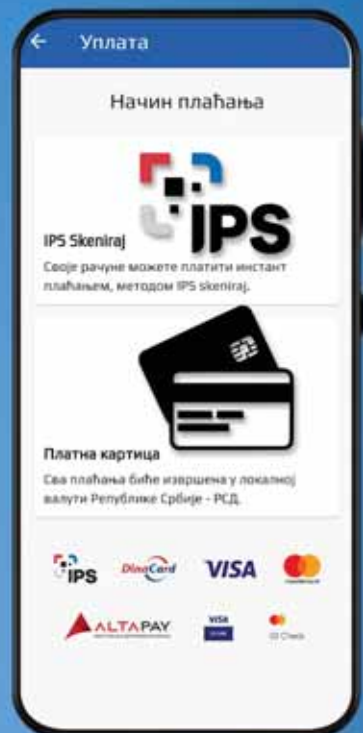 Уплата
Начин плаћања
IPS
IPS Skeniraj
Своје рачуне можете платити инстант
плаћањем, методом IPS skeniraj.
Платна картица
Сва плаћања биће извршена у локалној
валути Републике Србије - РСД.
IPS DinaCard VISA
ALTAPAY VISA ID Check